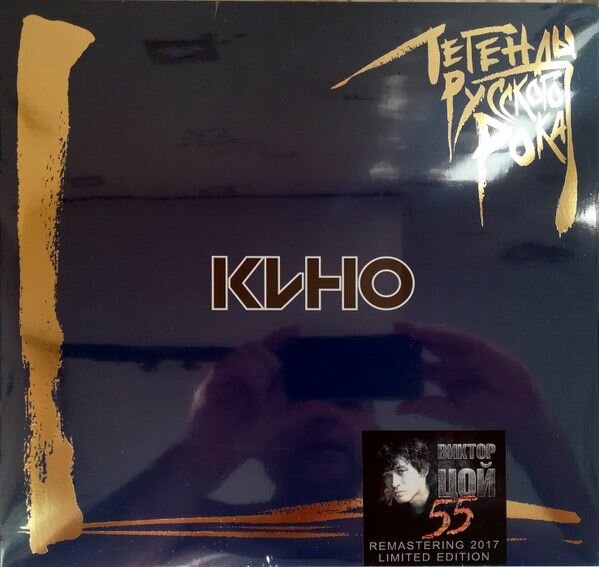 ЛЕГЕНДЫ
РУССКОГО
РОКА
КИНО
ВИКТОР
ЦОЙ
55
REMASTERING 2017
LIMITED EDITION